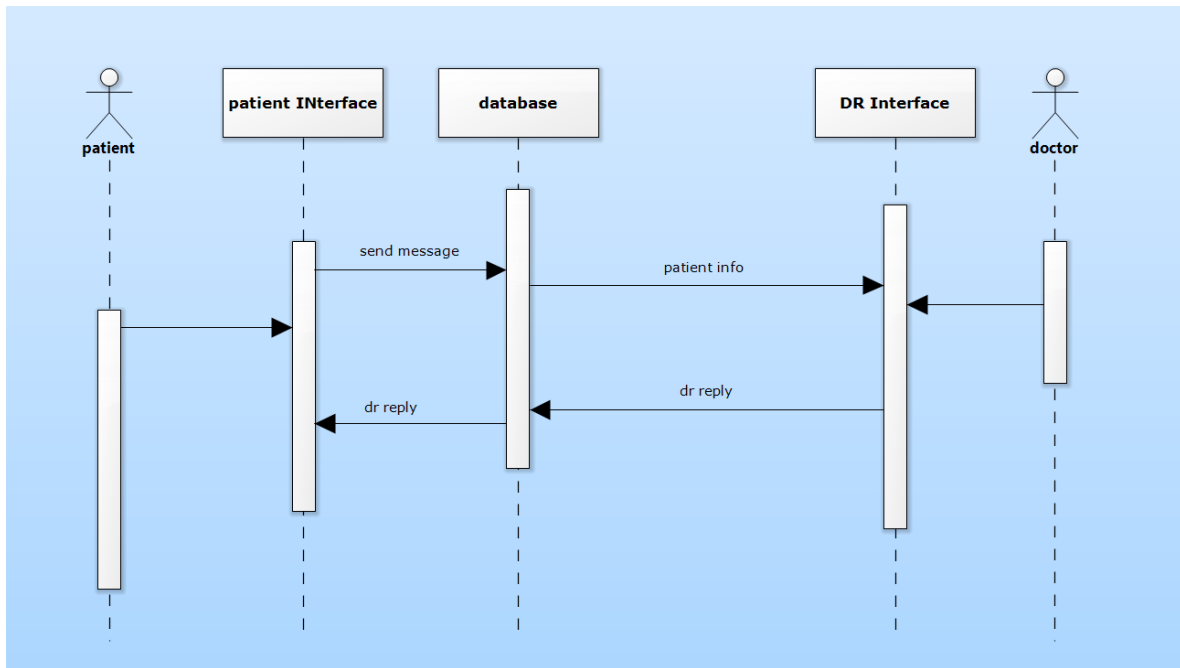 patient INterface
database
DR Interface
patient
doctor
send message
patient info
dr reply
dr reply